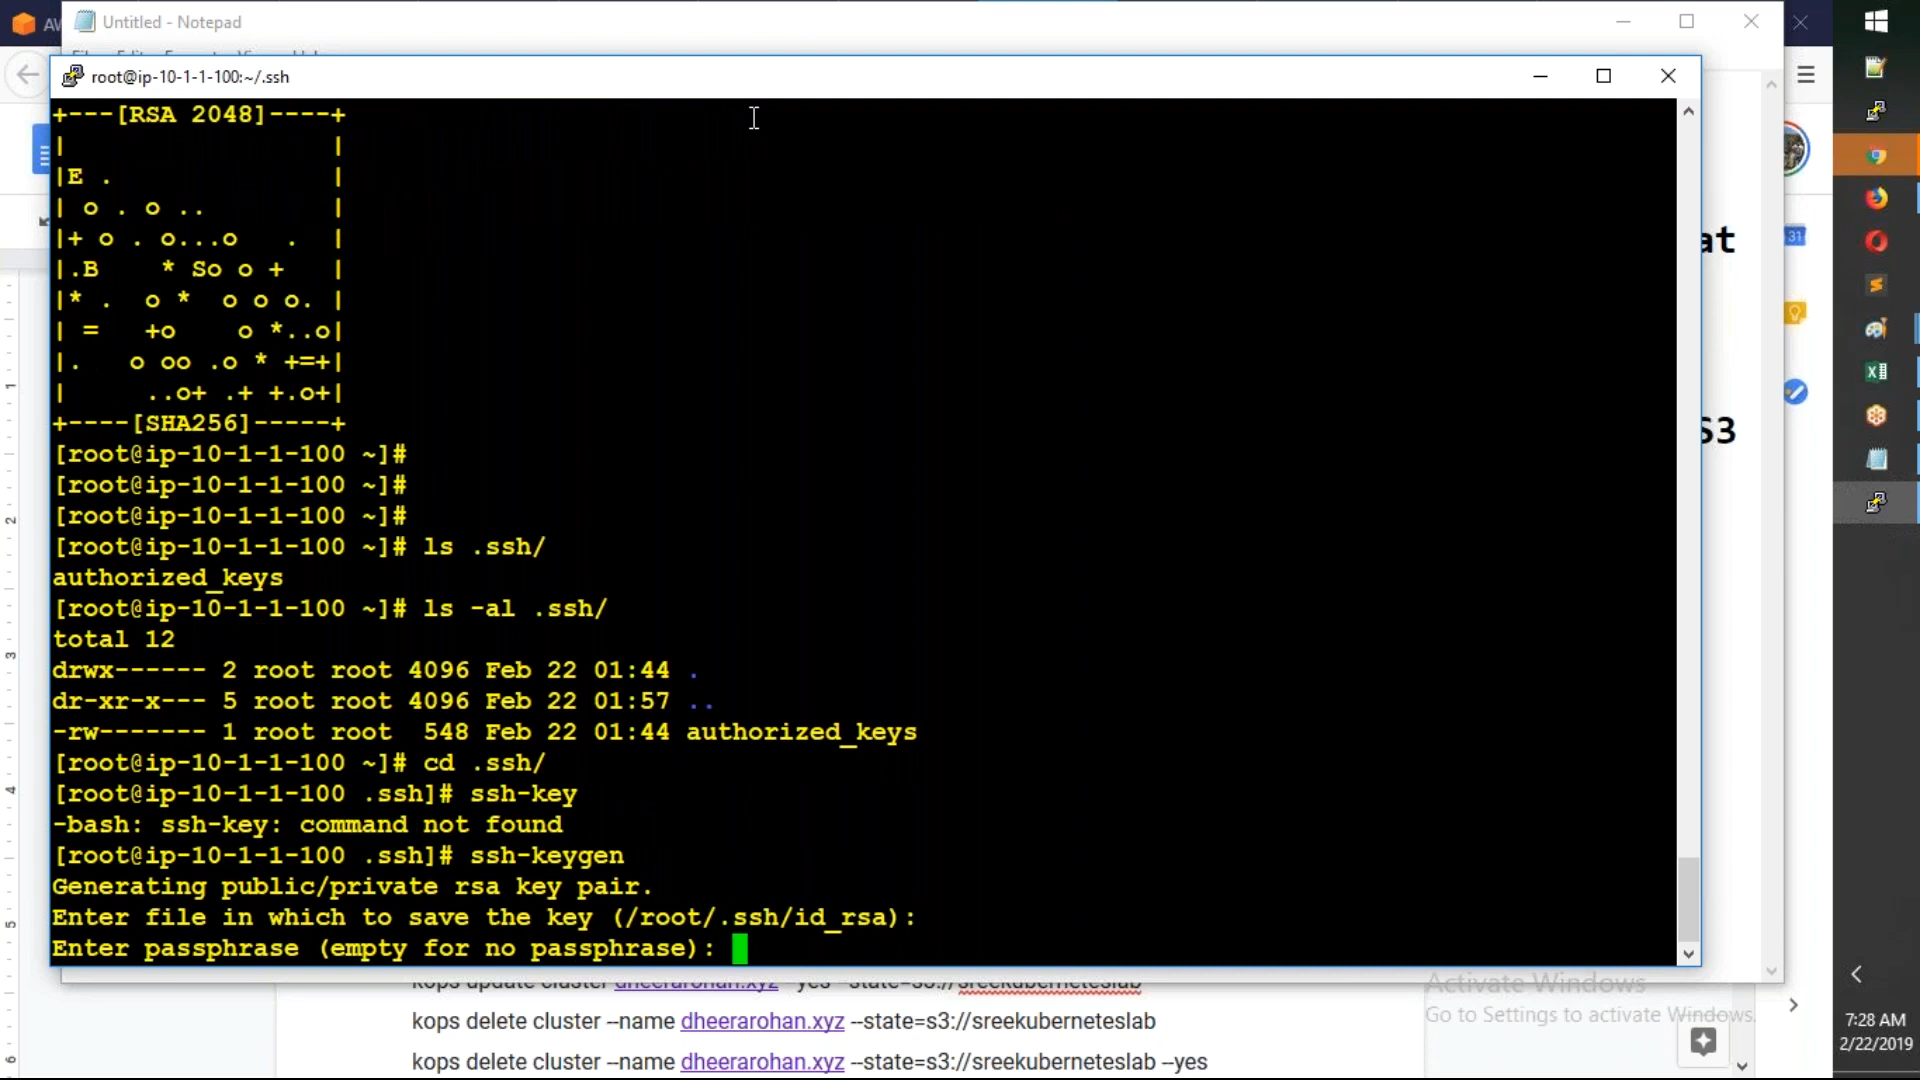 Untitled - Notepad
root@ip-10-1-1-100:~/.ssh
+---[RSA 2048]----+
|                 |
|E .              |
| o . o ..        |
|+ o . o...o   .  |
|.B    * So o +   |
|* .  o *  o o o. |
| =   +o    o *..o|
|.   o oo .o * +=+|
|     ..o+ .+ +.o+|
+----[SHA256]-----+
[root@ip-10-1-1-100 ~]#
[root@ip-10-1-1-100 ~]#
[root@ip-10-1-1-100 ~]#
[root@ip-10-1-1-100 ~]# ls .ssh/
authorized_keys
[root@ip-10-1-1-100 ~]# ls -al .ssh/
total 12
drwx------ 2 root root 4096 Feb 22 01:44 .
dr-xr-x--- 5 root root 4096 Feb 22 01:57 ..
-rw------- 1 root root  548 Feb 22 01:44 authorized_keys
[root@ip-10-1-1-100 ~]# cd .ssh/
[root@ip-10-1-1-100 .ssh]# ssh-key
-bash: ssh-key: command not found
[root@ip-10-1-1-100 .ssh]# ssh-keygen
Generating public/private rsa key pair.
Enter file in which to save the key (/root/.ssh/id_rsa):
Enter passphrase (empty for no passphrase):
at
S3
31
1
2
3
4
5
6
kops update cluster dheerarohan.xyz --yes --state=s3://sreekuberneteslab
kops delete cluster --name dheerarohan.xyz --state=s3://sreekuberneteslab
kops delete cluster --name dheerarohan.xyz --state=s3://sreekuberneteslab --yes
Activate Windows
Go to Settings to activate Windows.
7:28 AM
2/22/2019